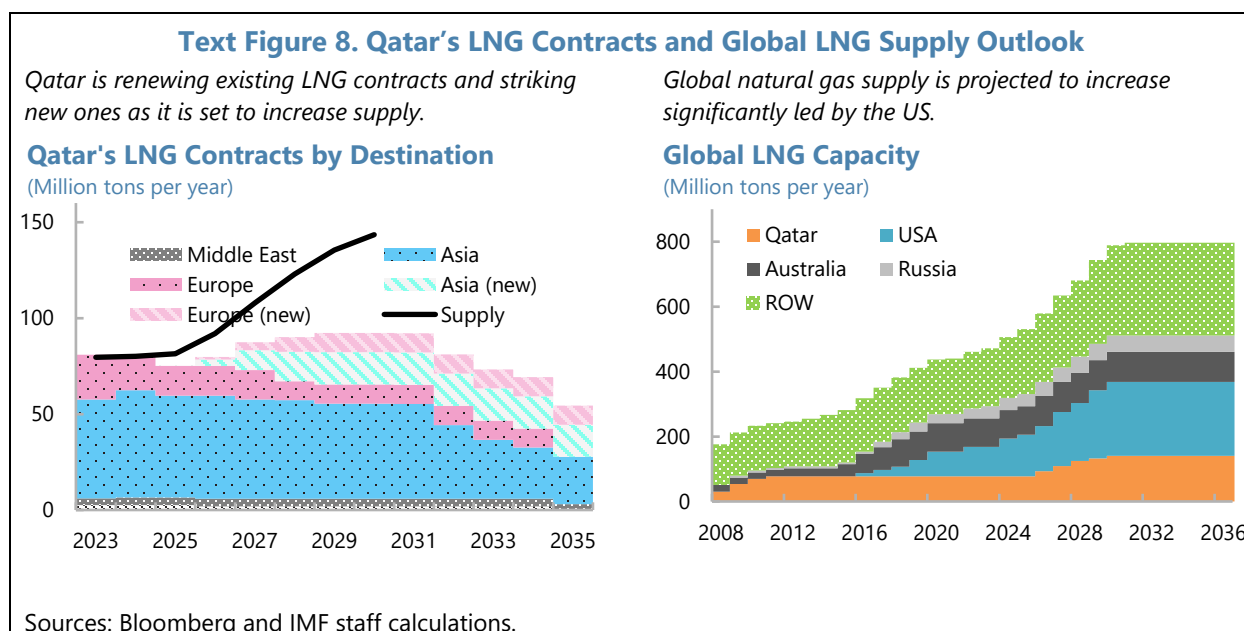 Text Figure 8. Qatar's LNG Contracts and Global LNG Supply Outlook
Qatar is renewing existing LNG contracts and striking
new ones as it is set to increase supply.
Qatar's LNG Contracts by Destination
(Million tons per year)
150
100
50
0
Middle East
Asia
Europe
Asia (new)
Europe (new)
Supply
2023 2025 2027 2029 2031 2033 2035
Global natural gas supply is projected to increase
significantly led by the US.
Global LNG Capacity
(Million tons per year)
800
600
400
200
0
Qatar
USA
Australia
Russia
ROW
2008 2012 2016 2020 2024 2028 2032 2036
Sources: Bloomberg and IMF staff calculations.